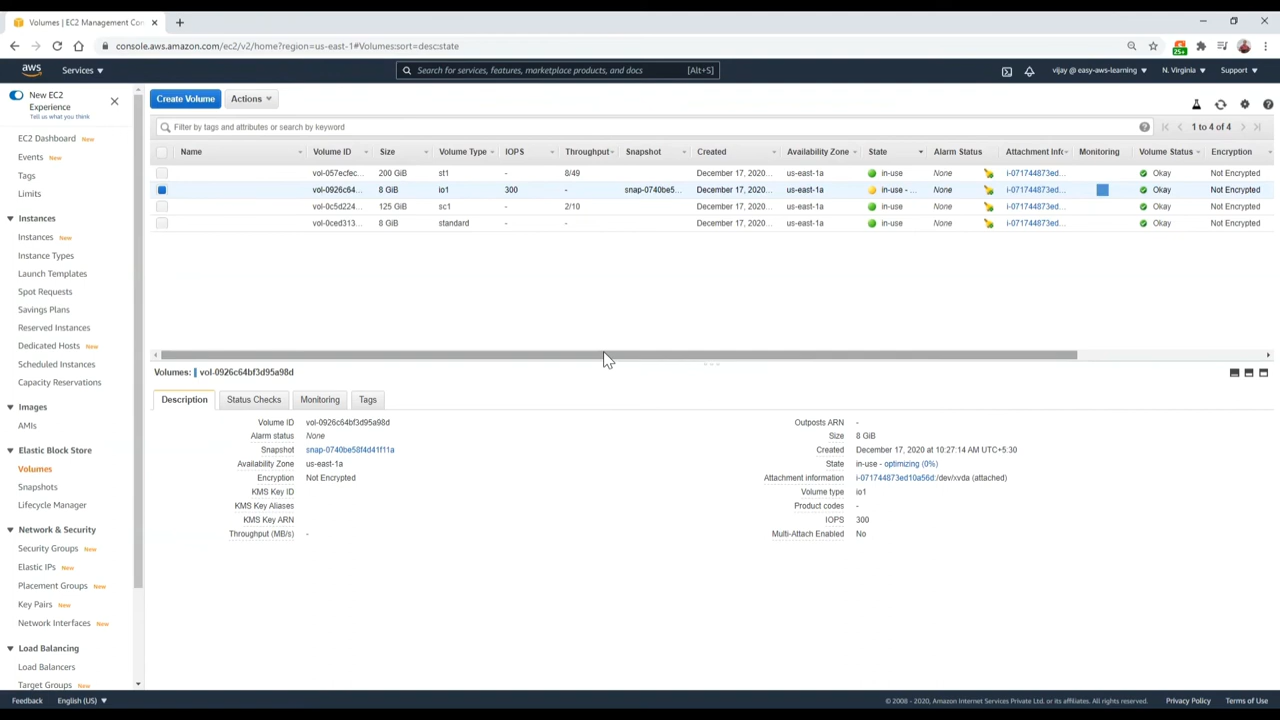 Volumes | EC2 Management Con
console.aws.amazon.com/ec2/v2/home?region=us-east-1#Volumes:sort=desc:state
25+
aws Services Search for services, features, marketplace products, and docs [Alt+S] vijay @ easy-aws-learning N. Virginia Support
New EC2 Experience
Tell us what you think
Create Volume Actions
Filter by tags and attributes or search by keyword 1 to 4 of 4
Name Volume ID Size Volume Type IOPS Throughput Snapshot Created Availability Zone State Alarm Status Attachment Info Monitoring Volume Status Encryption
vol-057ecfec... 200 GiB st1 - 8/49 December 17, 2020... us-east-1a in-use None i-071744873ed... Okay Not Encrypted
vol-0926c64... 8 GiB io1 300 - snap-0740be5... December 17, 2020... us-east-1a in-use - ... None i-071744873ed... Okay Not Encrypted
vol-0c5d224... 125 GiB sc1 - 2/10 December 17, 2020... us-east-1a in-use None i-071744873ed... Okay Not Encrypted
vol-0ced313... 8 GiB standard - - December 17, 2020... us-east-1a in-use None i-071744873ed... Okay Not Encrypted
EC2 Dashboard New
Events New
Tags
Limits
Instances
Instances New
Instance Types
Launch Templates
Spot Requests
Savings Plans
Reserved Instances
Dedicated Hosts New
Scheduled Instances
Capacity Reservations
Images
AMIs
Elastic Block Store
Volumes
Snapshots
Lifecycle Manager
Network & Security
Security Groups New
Elastic IPs New
Placement Groups New
Key Pairs New
Network Interfaces New
Load Balancing
Load Balancers
Target Groups New
Volumes: vol-0926c64bf3d95a98d
Description Status Checks Monitoring Tags
Volume ID vol-0926c64bf3d95a98d
Alarm status None
Snapshot snap-0740be58f4d41f11a
Availability Zone us-east-1a
Encryption Not Encrypted
KMS Key ID
KMS Key Aliases
KMS Key ARN
Throughput (MB/s) -
Outposts ARN -
Size 8 GiB
Created December 17, 2020 at 10:27:14 AM UTC+5:30
State in-use - optimizing (0%)
Attachment information i-071744873ed10a56d:/dev/xvda (attached)
Volume type io1
Product codes -
IOPS 300
Multi-Attach Enabled No
Feedback English (US) © 2008 - 2020, Amazon Internet Services Private Ltd. or its affiliates. All rights reserved. Privacy Policy Terms of Use